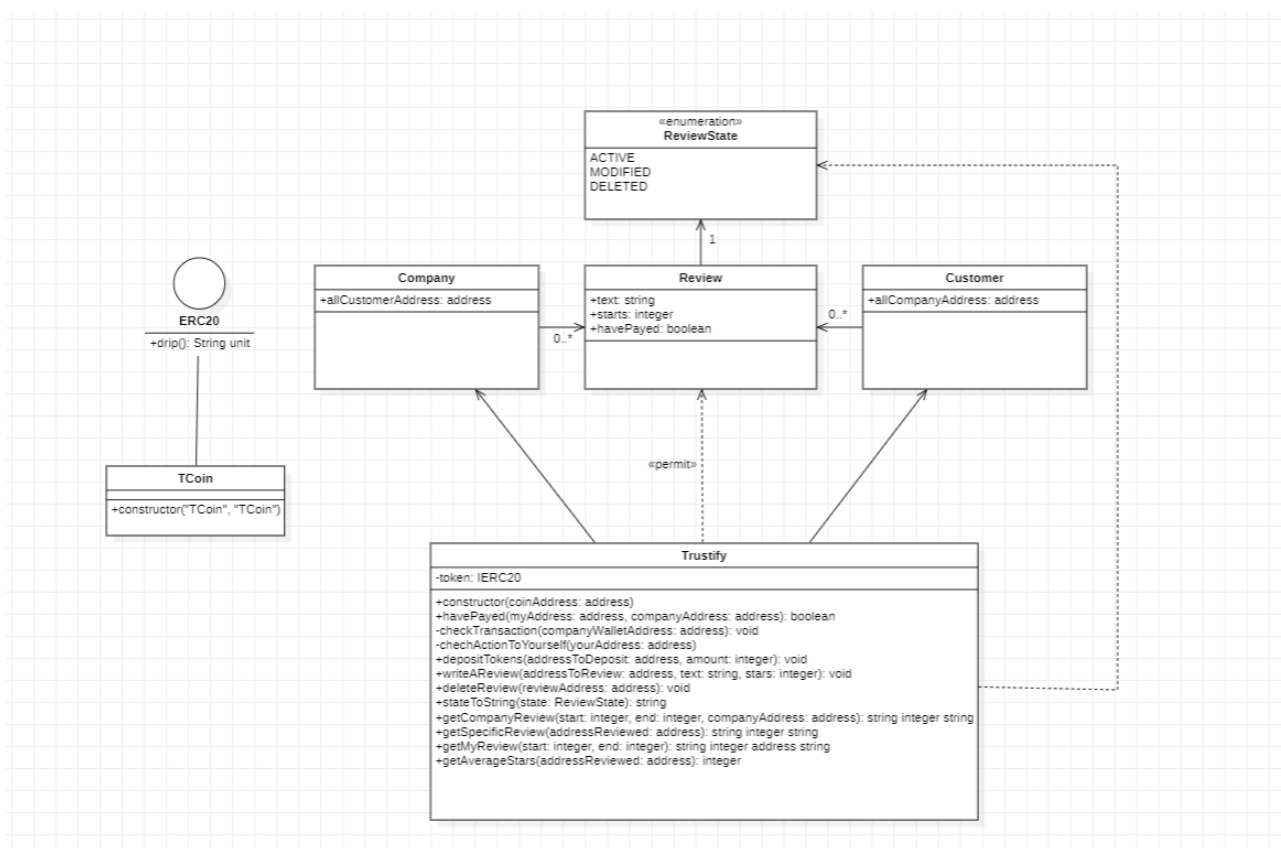 «enumeration»
ReviewState
ACTIVE
MODIFIED
DELETED
1
ERC20
+drip(): String unit
Company
+allCustomerAddress: address
0..*
Review
+text: string
+starts: integer
+havePayed: boolean
0..*
Customer
+allCompanyAddress: address
TCoin
+constructor("TCoin", "TCoin")
«permit»
Trustify
-token: IERC20
+constructor(coinAddress: address)
+havePayed(myAddress: address, companyAddress: address): boolean
-checkTransaction(companyWalletAddress: address): void
-chechActionToYourself(yourAddress: address)
+depositTokens(addressToDeposit: address, amount: integer): void
+writeAReview(addressToReview: address, text: string, stars: integer): void
+deleteReview(reviewAddress: address): void
+stateToString(state: ReviewState): string
+getCompanyReview(start: integer, end: integer, companyAddress: address): string integer string
+getSpecificReview(addressReviewed: address): string integer string
+getMyReview(start: integer, end: integer): string integer address string
+getAverageStars(addressReviewed: address): integer